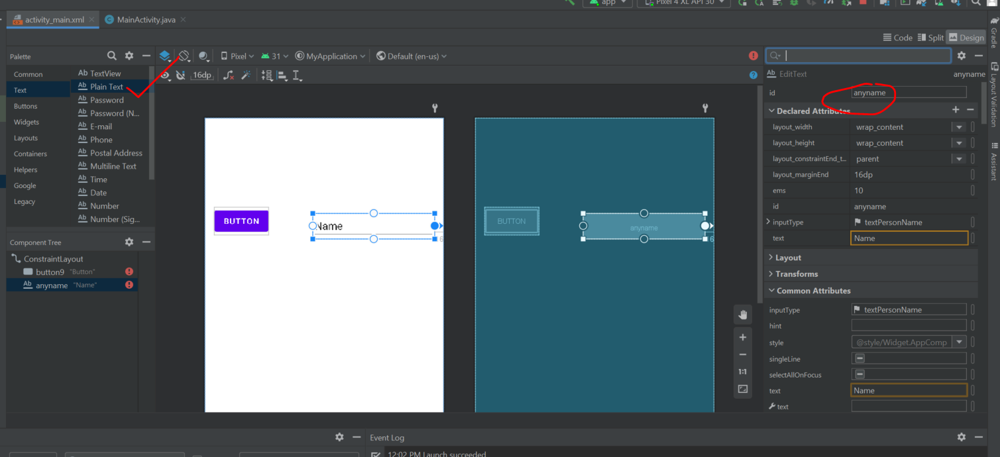 app
Pixel 4 XL API 30
activity_main.xml
MainActivity.java
Code
Split
Design
Gradle
Layout Validation
Assistant
Palette
Common
Text
Buttons
Widgets
Layouts
Containers
Helpers
Google
Legacy
Ab TextView
Ab Plain Text
Ab Password
Ab Password (N...
Ab E-mail
Ab Phone
Ab Postal Address
Ab Multiline Text
Ab Time
Ab Date
Ab Number
Ab Number (Sig...
Component Tree
ConstraintLayout
button9 "Button"
Ab anyname "Name"
Pixel
31
MyApplication
Default (en-us)
16dp
BUTTON
Name
6
BUTTON
anyname
6
1:1
Ab EditText anyname
id anyname
Declared Attributes
layout_width wrap_content
layout_height wrap_content
layout_constraintEnd_t... parent
layout_marginEnd 16dp
ems 10
id anyname
inputType textPersonName
text Name
Layout
Transforms
Common Attributes
inputType textPersonName
hint
style @style/Widget.AppComp
singleLine
selectAllOnFocus
text Name
text
Event Log
12:02 PM Launch succeeded